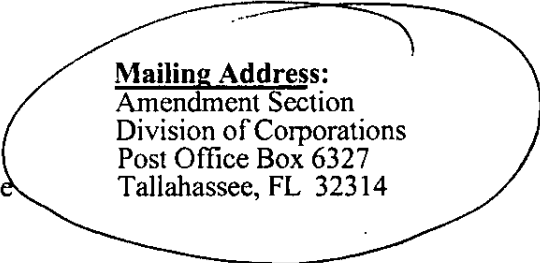 Mailing Address:
Amendment Section
Division of Corporations
Post Office Box 6327
e Tallahassee, FL 32314